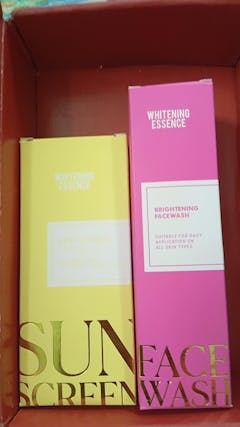 WHITENING
ESSENCE
SUN
SCREEN
WHITENING
ESSENCE
BRIGHTENING
FACEWASH
SUITABLE FOR DAILY
APPLICATION ON
ALL SKIN TYPES
FACE
WASH